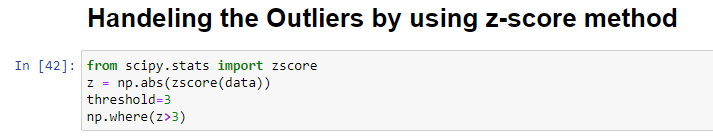 Handeling the Outliers by using z-score method
In [42]: from scipy.stats import zscore
z = np.abs(zscore(data))
threshold=3
np.where(z>3)